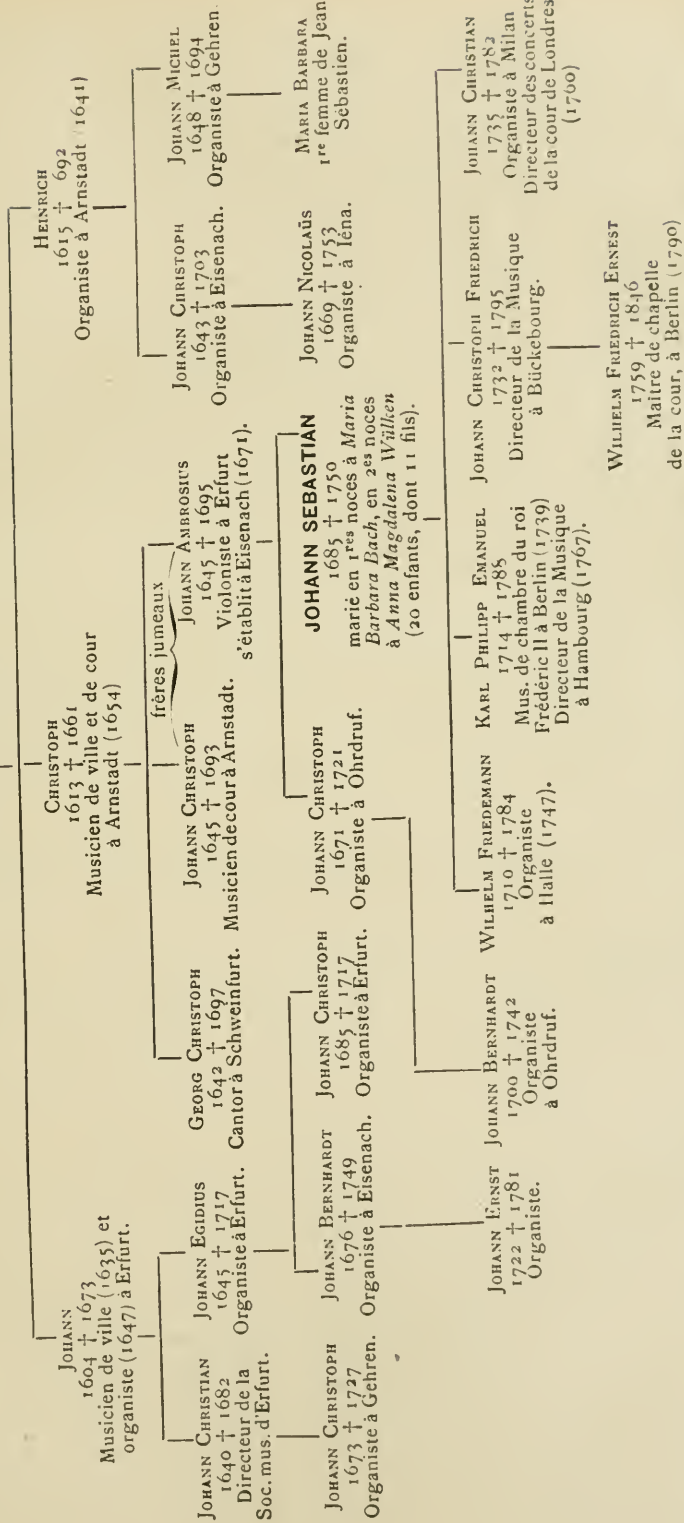 JOHANN
1604 † 1673
Musicien de ville (1635) et
organiste (1647) à Erfurt.
CHRISTOPH
1613 † 1661
Musicien de ville et de cour
à Arnstadt (1654)
HEINRICH
1615 † 692
Organiste à Arnstadt 1641)
JOHANN CHRISTIAN
1640 † 1682
Directeur de la
Soc. mus. d'Erfurt.
JOHANN EGIDIUS
1645 † 1717
Organiste à Erfurt.
GEORG CHRISTOPH
1642 † 1697
Cantor à Schweinfurt.
frères jumeaux
JOHANN CHRISTOPH
1645 † 1693
Musicien de cour à Arnstadt.
JOHANN AMBROSIUS
1645 † 1695
Violoniste à Erfurt
s'établit à Eisenach (1671).
JOHANN CHRISTOPH
1643 † 1703
Organiste à Eisenach.
JOHANN MICHEL
1648 † 1694
Organiste à Gehren.
JOHANN CHRISTOPH
1673 † 1727
Organiste à Gehren.
JOHANN BERNHARDT
1676 † 1749
Organiste à Eisenach.
JOHANN CHRISTOPH
1685 † 1717
Organiste à Erfurt.
JOHANN CHRISTOPH
1671 † 1721
Organiste à Ohrdruf.
JOHANN SEBASTIAN
1685 † 1750
marié en 1res noces à Maria
Barbara Bach, en 2es noces
à Anna Magdalena Wülken
(20 enfants, dont 11 fils).
JOHANN NICOLAÜS
1669 † 1753
Organiste à Iéna.
MARIA BARBARA
1re femme de Jean
Sébastien.
JOHANN ERNST
1722 † 1781
Organiste.
JOHANN BERNHARDT
1700 † 1742
Organiste
à Ohrdruf.
WILHELM FRIEDEMANN
1710 † 1784
Organiste
à Halle (1747).
KARL PHILIPP EMANUEL
1714 † 1788
Mus. de chambre du roi
Frédéric II à Berlin (1739)
Directeur de la Musique
à Hambourg (1767).
JOHANN CHRISTOPH FRIEDRICH
1732 † 1795
Directeur de la Musique
à Bückebourg.
JOHANN CHRISTIAN
1735 † 1782
Organiste à Milan
Directeur des concerts
de la cour de Londres
(1760)
WILHELM FRIEDRICH ERNEST
1759 † 1846
Maitre de chapelle
de la cour, à Berlin (1790)